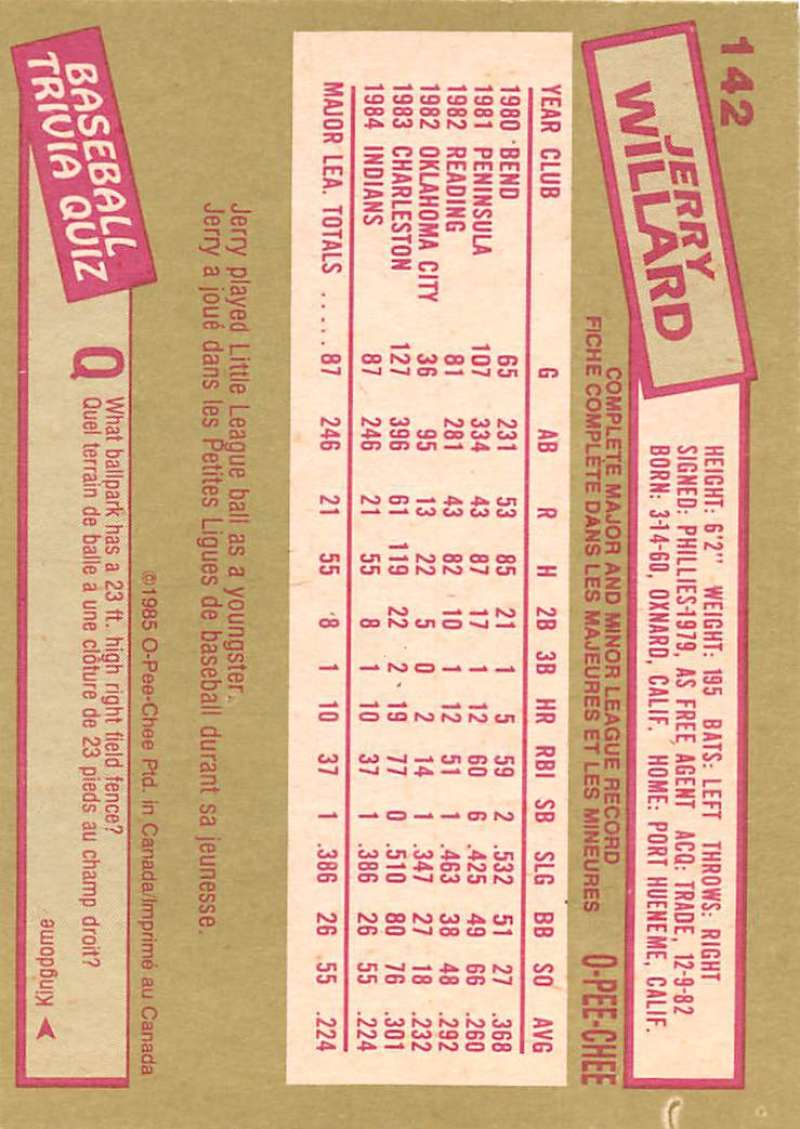 142
JERRY
WILLARD
HEIGHT: 6'2" WEIGHT: 195 BATS: LEFT THROWS: RIGHT
SIGNED: PHILLIES-1979, AS FREE AGENT ACQ: TRADE, 12-9-82
BORN: 3-14-60, OXNARD, CALIF. HOME: PORT HUENEME, CALIF.
COMPLETE MAJOR AND MINOR LEAGUE RECORD
FICHE COMPLÈTE DANS LES MAJEURES ET LES MINEURES
O-PEE-CHEE
YEAR CLUB G AB R H 2B 3B HR RBI SB SLG BB SO AVG
1980 BEND 65 231 53 85 21 1 5 59 2 .532 51 27 .368
1981 PENINSULA 107 334 43 87 17 1 12 60 6 .425 49 66 .260
1982 READING 81 281 43 82 10 1 12 51 1 .463 38 48 .292
1982 OKLAHOMA CITY 36 95 13 22 5 0 2 14 1 .347 27 18 .232
1983 CHARLESTON 127 396 61 119 22 2 19 77 0 .510 80 76 .301
1984 INDIANS 87 246 21 55 8 1 10 37 1 .386 26 55 .224
MAJOR LEA. TOTALS ..... 87 246 21 55 8 1 10 37 1 .386 26 55 .224
Jerry played Little League ball as a youngster.
Jerry a joué dans les Petites Ligues de baseball durant sa jeunesse.
©1985 O-Pee-Chee Ptd. in Canada/Imprimé au Canada
BASEBALL
TRIVIA QUIZ
Q What ballpark has a 23 ft. high right field fence?
Quel terrain de balle a une clôture de 23 pieds au champ droit?
Kingdome